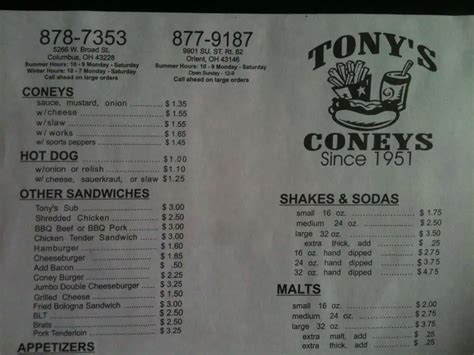 878-7353
5266 W. Broad St.
Columbus, OH 43228
Summer Hours: 10 - 9 Monday - Saturday
Winter Hours: 10 - 7 Monday - Saturday
Call ahead on large orders
877-9187
9901 SU. ST. Rt. 62
Orient, OH 43146
Summer Hours: 10 - 9 Monday - Saturday
Open Sunday - 12-8
Call ahead on large orders
TONY'S
CONEYS
Since 1951
CONEYS
sauce, mustard, onion $ 1.35
w/cheese $ 1.55
w/slaw $ 1.55
w/works $ 1.65
w/ sports peppers $ 1.45
HOT DOG $1.00
w/onion or relish $1.10
w/ cheese, sauerkraut, or slaw $ 1.25
OTHER SANDWICHES
Tony's Sub $ 3.00
Shredded Chicken $ 2.50
BBQ Beef or BBQ Pork $ 3.00
Chicken Tender Sandwich $ 3.00
Hamburger $ 1.60
Cheeseburger $ 1.85
Add Bacon $ .50
Coney Burger $ 2.25
Jumbo Double Cheeseburger $ 3.25
Grilled Cheese $ 1.50
Fried Bologna Sandwich $ 2.00
BLT $ 2.50
Brats $ 2.50
Pork Tenderloin $ 3.25
APPETIZERS
SHAKES & SODAS
small 16 oz. $ 1.75
medium 24 oz. $ 2.50
large 32 oz. $ 3.50
extra thick, add $ .25
16 oz. hand dipped $ 2.75
24 oz. hand dipped $ 3.75
32 oz. hand dipped $ 4.75
MALTS
small 16 oz. $ 2.00
medium 24 oz. $ 2.75
large 32 oz. $ 3.75
extra malt, add $ .25
extra thick, add $ .25